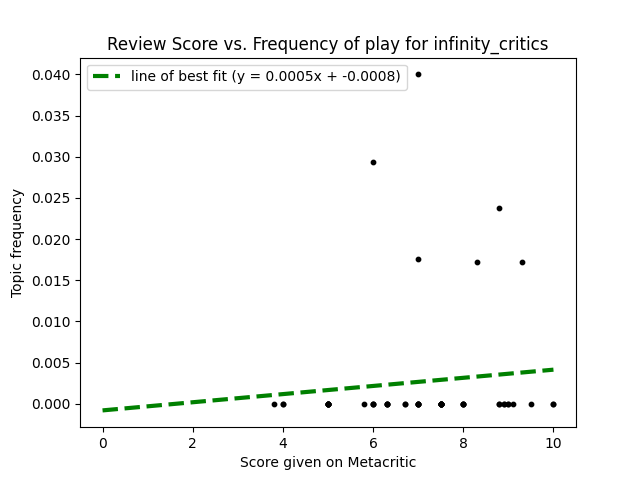 Review Score vs. Frequency of play for infinity_critics
line of best fit (y = 0.0005x + -0.0008)
0.040
0.035
0.030
0.025
0.020
0.015
0.010
0.005
0.000
Topic frequency
0 2 4 6 8 10
Score given on Metacritic